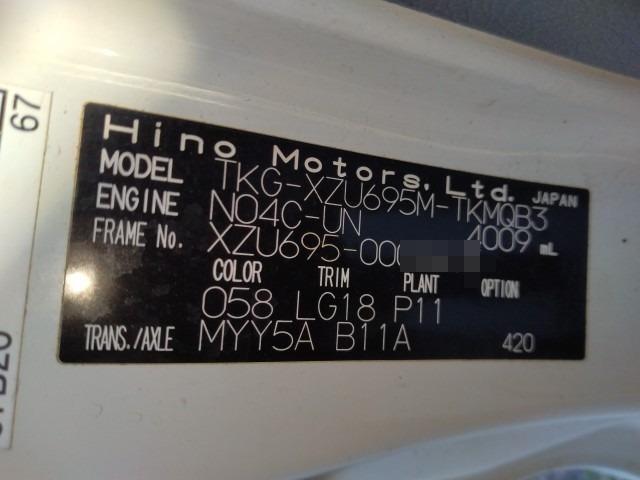 Hino Motors, Ltd. JAPAN
MODEL TKG-XZU695M-TKMQB3
ENGINE N04C-UN 4009 mL
FRAME No. XZU695-00
COLOR TRIM PLANT OPTION
058 LG18 P11
TRANS./AXLE MYY5A B11A 420
67